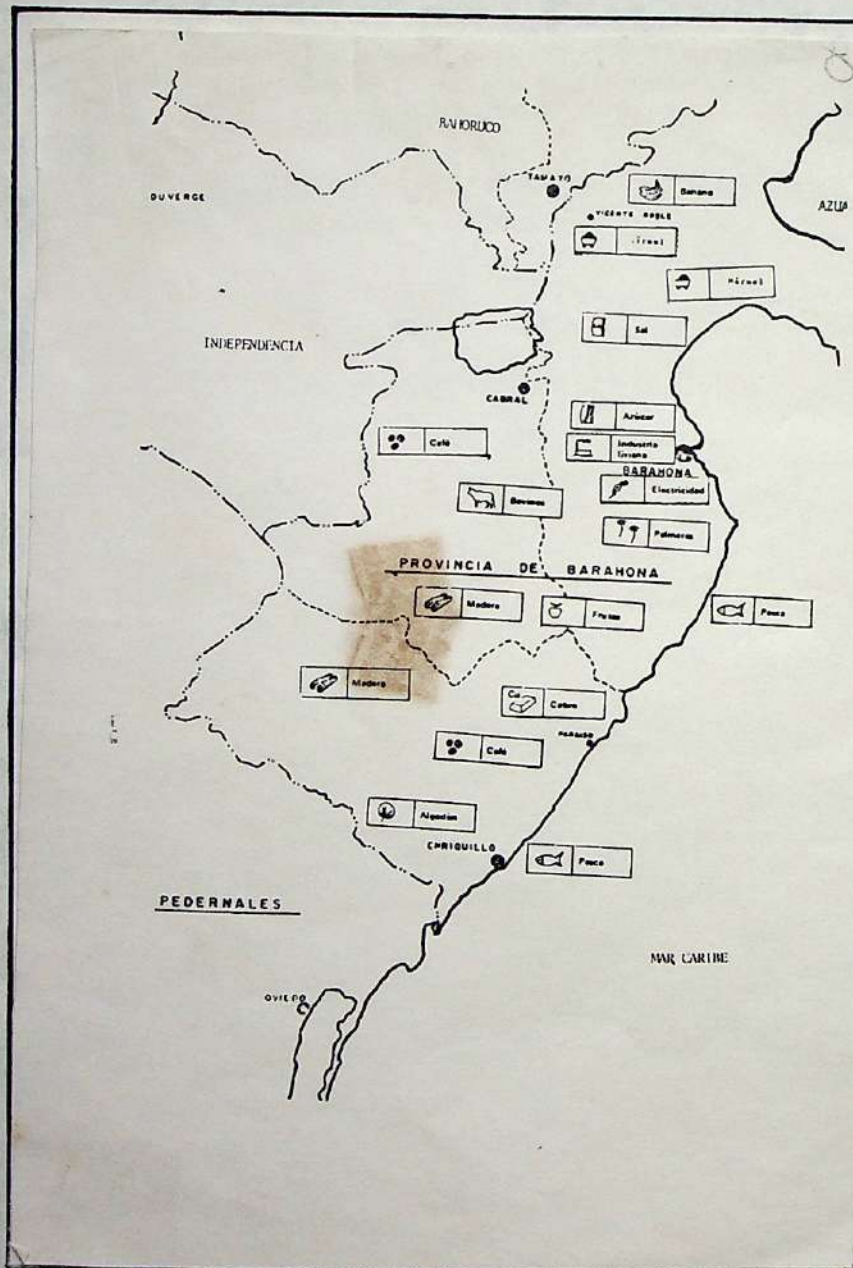 BAHORUCO
TAMAYO
DUVERGE
Banano
AZUA
VICENTE NOBLE
Mármol
Sal
INDEPENDENCIA
CABRAL
Azúcar
Café
Industria
liviana
BARAHONA
Bovinos
Electricidad
Palmeras
PROVINCIA DE BARAHONA
Madera
Frutas
Pesca
Madera
Co
Cobre
PARAISO
Café
Algodón
ENRIQUILLO
Pesca
PEDERNALES
MAR CARIBE
OVIEDO